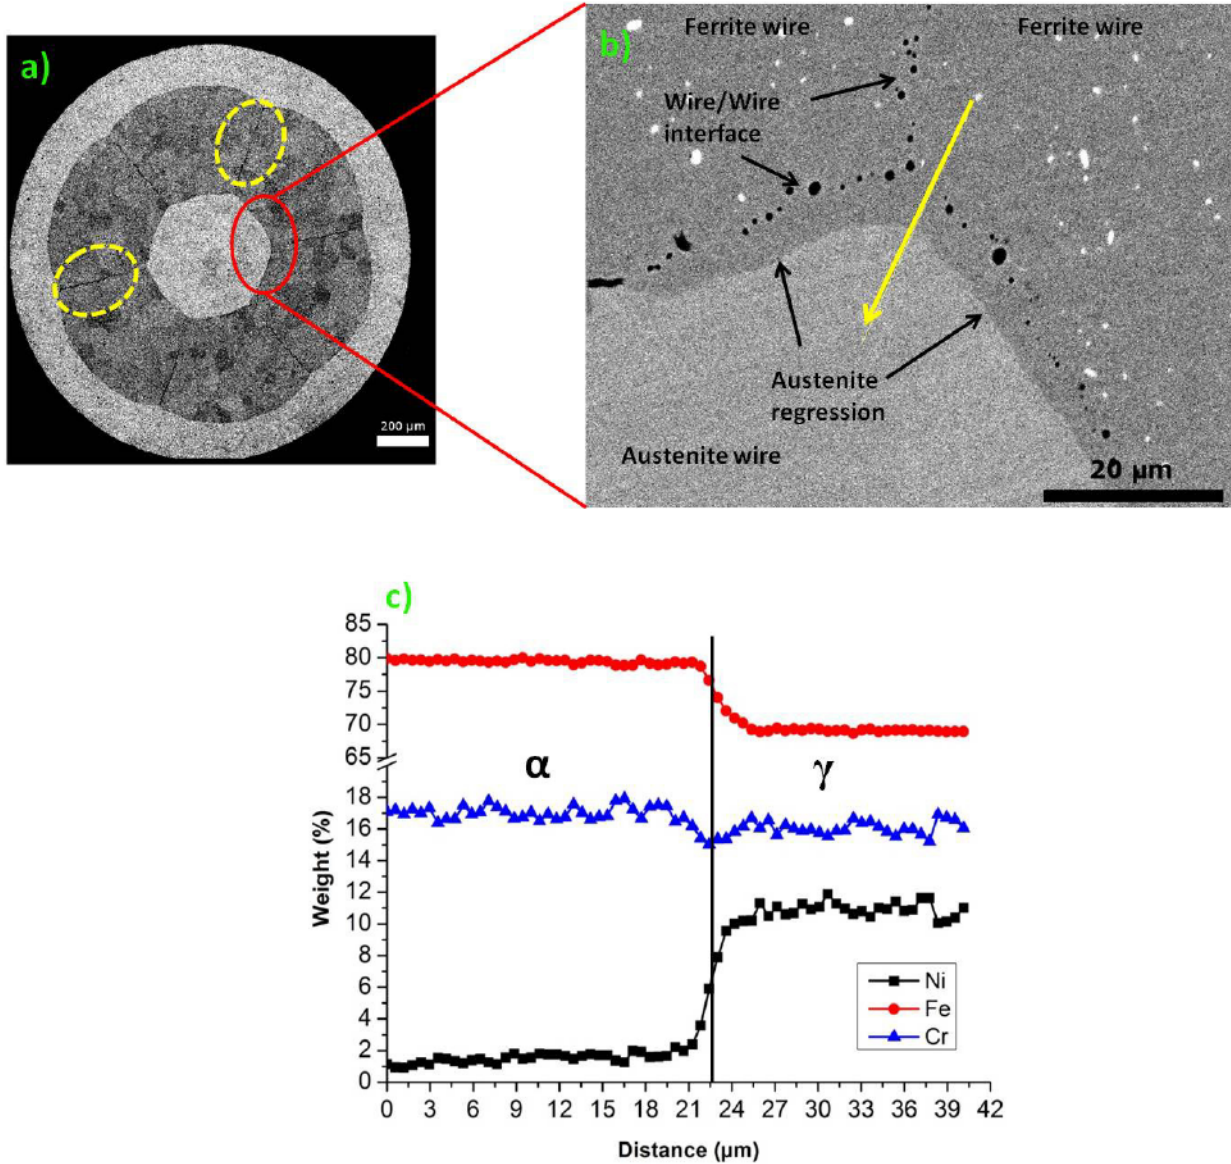 a)
200 µm
b)
Ferrite wire
Ferrite wire
Wire/Wire
interface
Austenite
regression
Austenite wire
20 µm
c)
85
80
75
70
65
18
16
14
12
10
8
6
4
2
0
Weight (%)
α
γ
Ni
Fe
Cr
0 3 6 9 12 15 18 21 24 27 30 33 36 39 42
Distance (µm)